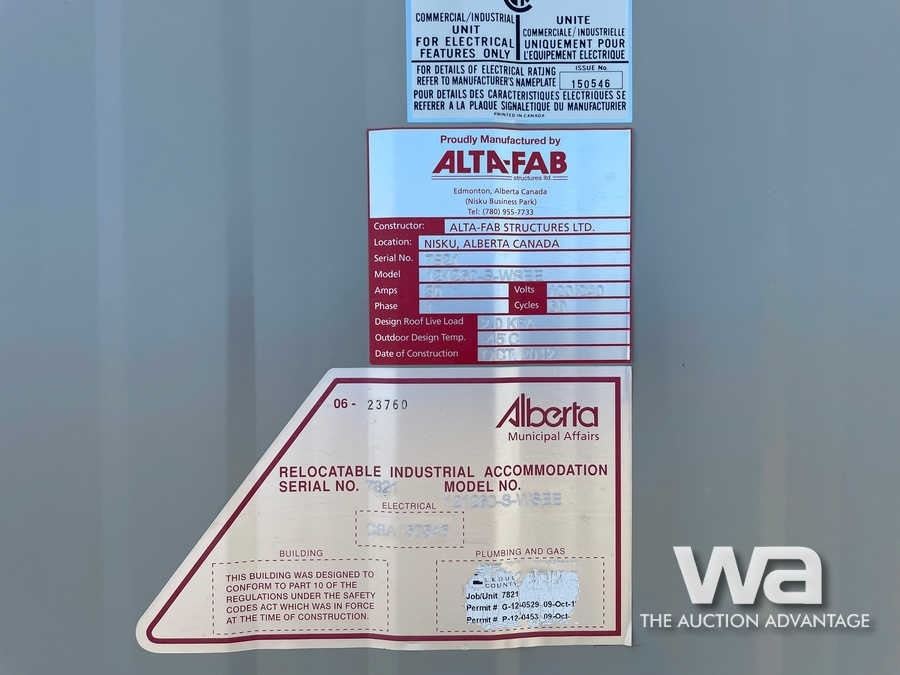 COMMERCIAL/INDUSTRIAL
UNIT
FOR ELECTRICAL
FEATURES ONLY
UNITE
COMMERCIALE/INDUSTRIELLE
UNIQUEMENT POUR
L'EQUIPEMENT ELECTRIQUE
FOR DETAILS OF ELECTRICAL RATING
REFER TO MANUFACTURER'S NAMEPLATE
ISSUE No.
150546
POUR DETAILS DES CARACTERISTIQUES ELECTRIQUES SE
REFERER A LA PLAQUE SIGNALETIQUE DU MANUFACTURIER
PRINTED IN CANADA
Proudly Manufactured by
ALTA-FAB
structures ltd.
Edmonton, Alberta Canada
(Nisku Business Park)
Tel: (780) 955-7733
Constructor: ALTA-FAB STRUCTURES LTD.
Location: NISKU, ALBERTA CANADA
Serial No. 7821
Model
Amps Volts
Phase Cycles 60
Design Roof Live Load
Outdoor Design Temp.
Date of Construction OCT. 2012
06 - 23760
Alberta
Municipal Affairs
RELOCATABLE INDUSTRIAL ACCOMMODATION
SERIAL NO. 7821 MODEL NO.
ELECTRICAL
BUILDING
THIS BUILDING WAS DESIGNED TO
CONFORM TO PART 10 OF THE
REGULATIONS UNDER THE SAFETY
CODES ACT WHICH WAS IN FORCE
AT THE TIME OF CONSTRUCTION.
PLUMBING AND GAS
COUNTY
Job/Unit 7821
Permit # G-12-0529 09-Oct-1
Permit # P-12-0453 09-Oct-
wa
THE AUCTION ADVANTAGE